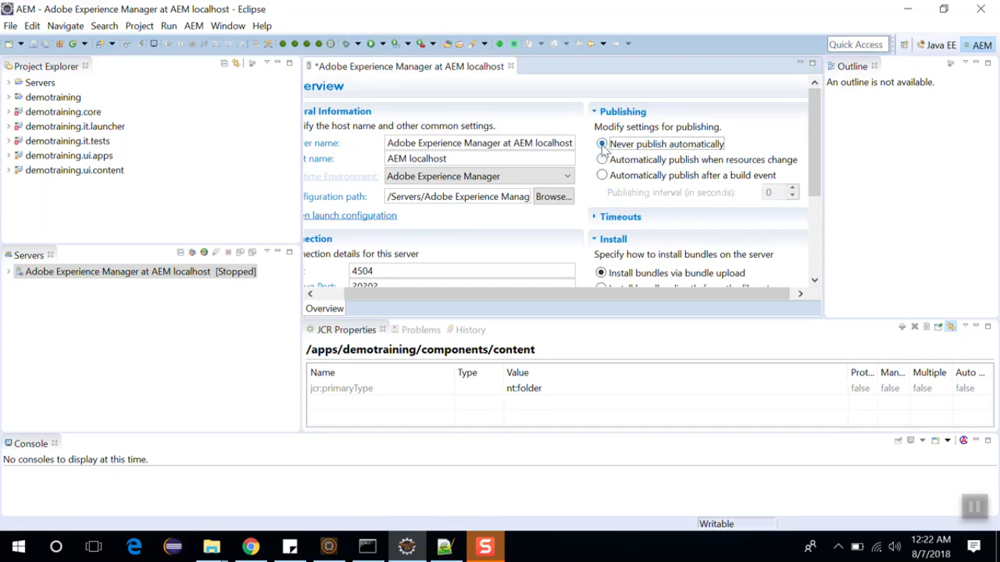 AEM - Adobe Experience Manager at AEM localhost - Eclipse
File Edit Navigate Search Project Run AEM Window Help
Quick Access Java EE AEM
Project Explorer
Servers
demotraining
demotraining.core
demotraining.it.launcher
demotraining.it.tests
demotraining.ui.apps
demotraining.ui.content
Servers
Adobe Experience Manager at AEM localhost [Stopped]
*Adobe Experience Manager at AEM localhost
erview
ral Information
ify the host name and other common settings.
er name: Adobe Experience Manager at AEM localhost
t name: AEM localhost
time Environment: Adobe Experience Manager
figuration path: /Servers/Adobe Experience Manag Browse...
n launch configuration
ection
nection details for this server
: 4504
Publishing
Modify settings for publishing.
Never publish automatically
Automatically publish when resources change
Automatically publish after a build event
Publishing interval (in seconds): 0
Timeouts
Install
Specify how to install bundles on the server
Install bundles via bundle upload
Overview
Outline
An outline is not available.
JCR Properties Problems History
/apps/demotraining/components/content
Name Type Value Prot... Man... Multiple Auto ...
jcr:primaryType nt:folder false false false false
Console
No consoles to display at this time.
Writable
12:22 AM
8/7/2018